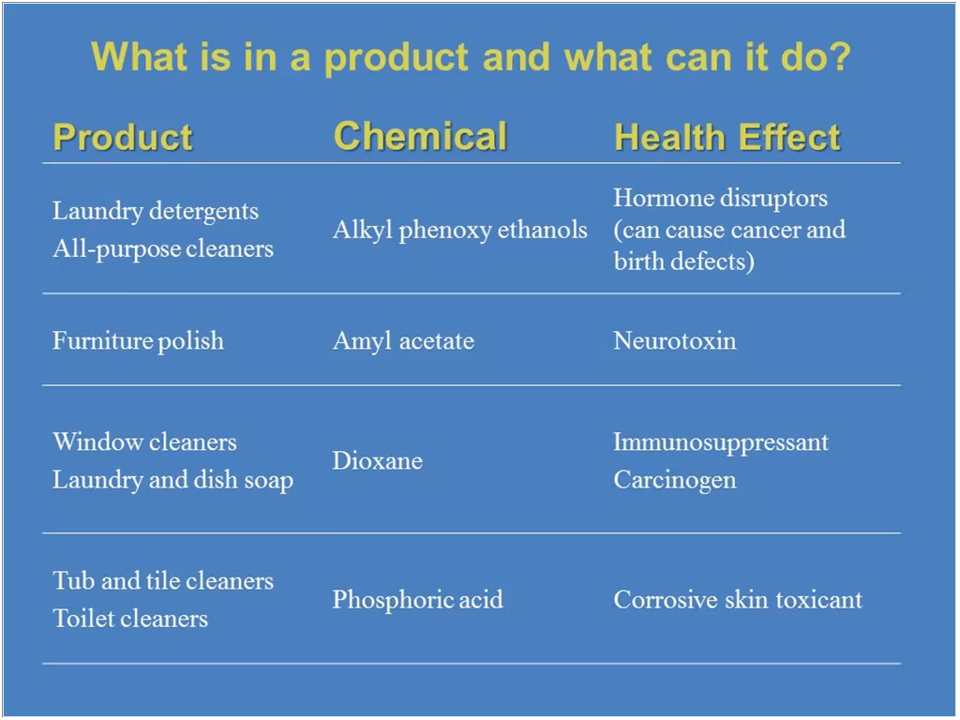 What is in a product and what can it do?
Product Chemical Health Effect
Laundry detergents
All-purpose cleaners
Alkyl phenoxy ethanols
Hormone disruptors
(can cause cancer and
birth defects)
Furniture polish
Amyl acetate
Neurotoxin
Window cleaners
Laundry and dish soap
Dioxane
Immunosuppressant
Carcinogen
Tub and tile cleaners
Toilet cleaners
Phosphoric acid
Corrosive skin toxicant